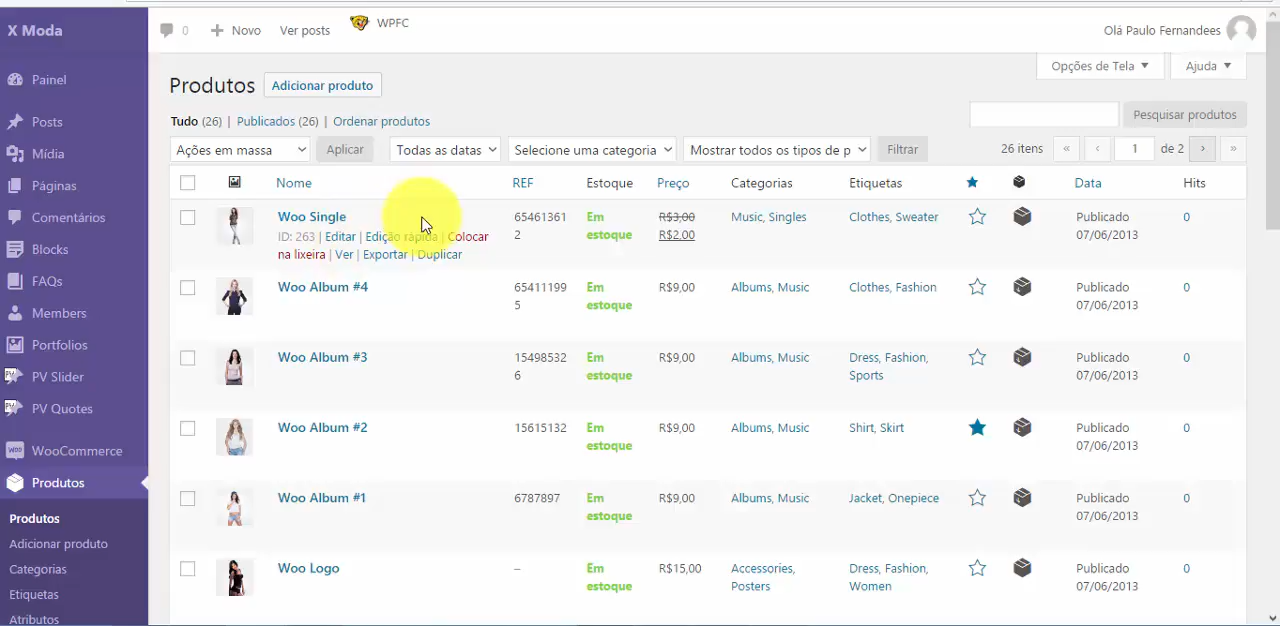 X Moda
0
Novo
Ver posts
WPFC
Olá Paulo Fernandees
Painel
Posts
Mídia
Páginas
Comentários
Blocks
FAQs
Members
Portfolios
PV Slider
PV Quotes
WooCommerce
Produtos
Produtos
Adicionar produto
Categorias
Etiquetas
Atributos
Opções de Tela
Ajuda
Produtos
Adicionar produto
Tudo (26) | Publicados (26) | Ordenar produtos
Pesquisar produtos
Ações em massa
Aplicar
Todas as datas
Selecione uma categoria
Mostrar todos os tipos de p
Filtrar
26 itens
«
‹
1
de 2
›
»
Nome
REF
Estoque
Preço
Categorias
Etiquetas
Data
Hits
Woo Single
ID: 263 | Editar | Edição rápida | Colocar
na lixeira | Ver | Exportar | Duplicar
65461361
2
Em
estoque
R$3,00
R$2,00
Music, Singles
Clothes, Sweater
Publicado
07/06/2013
0
Woo Album #4
65411199
5
Em
estoque
R$9,00
Albums, Music
Clothes, Fashion
Publicado
07/06/2013
0
Woo Album #3
15498532
6
Em
estoque
R$9,00
Albums, Music
Dress, Fashion,
Sports
Publicado
07/06/2013
0
Woo Album #2
15615132
Em
estoque
R$9,00
Albums, Music
Shirt, Skirt
Publicado
07/06/2013
0
Woo Album #1
6787897
Em
estoque
R$9,00
Albums, Music
Jacket, Onepiece
Publicado
07/06/2013
0
Woo Logo
–
Em
estoque
R$15,00
Accessories,
Posters
Dress, Fashion,
Women
Publicado
07/06/2013
0